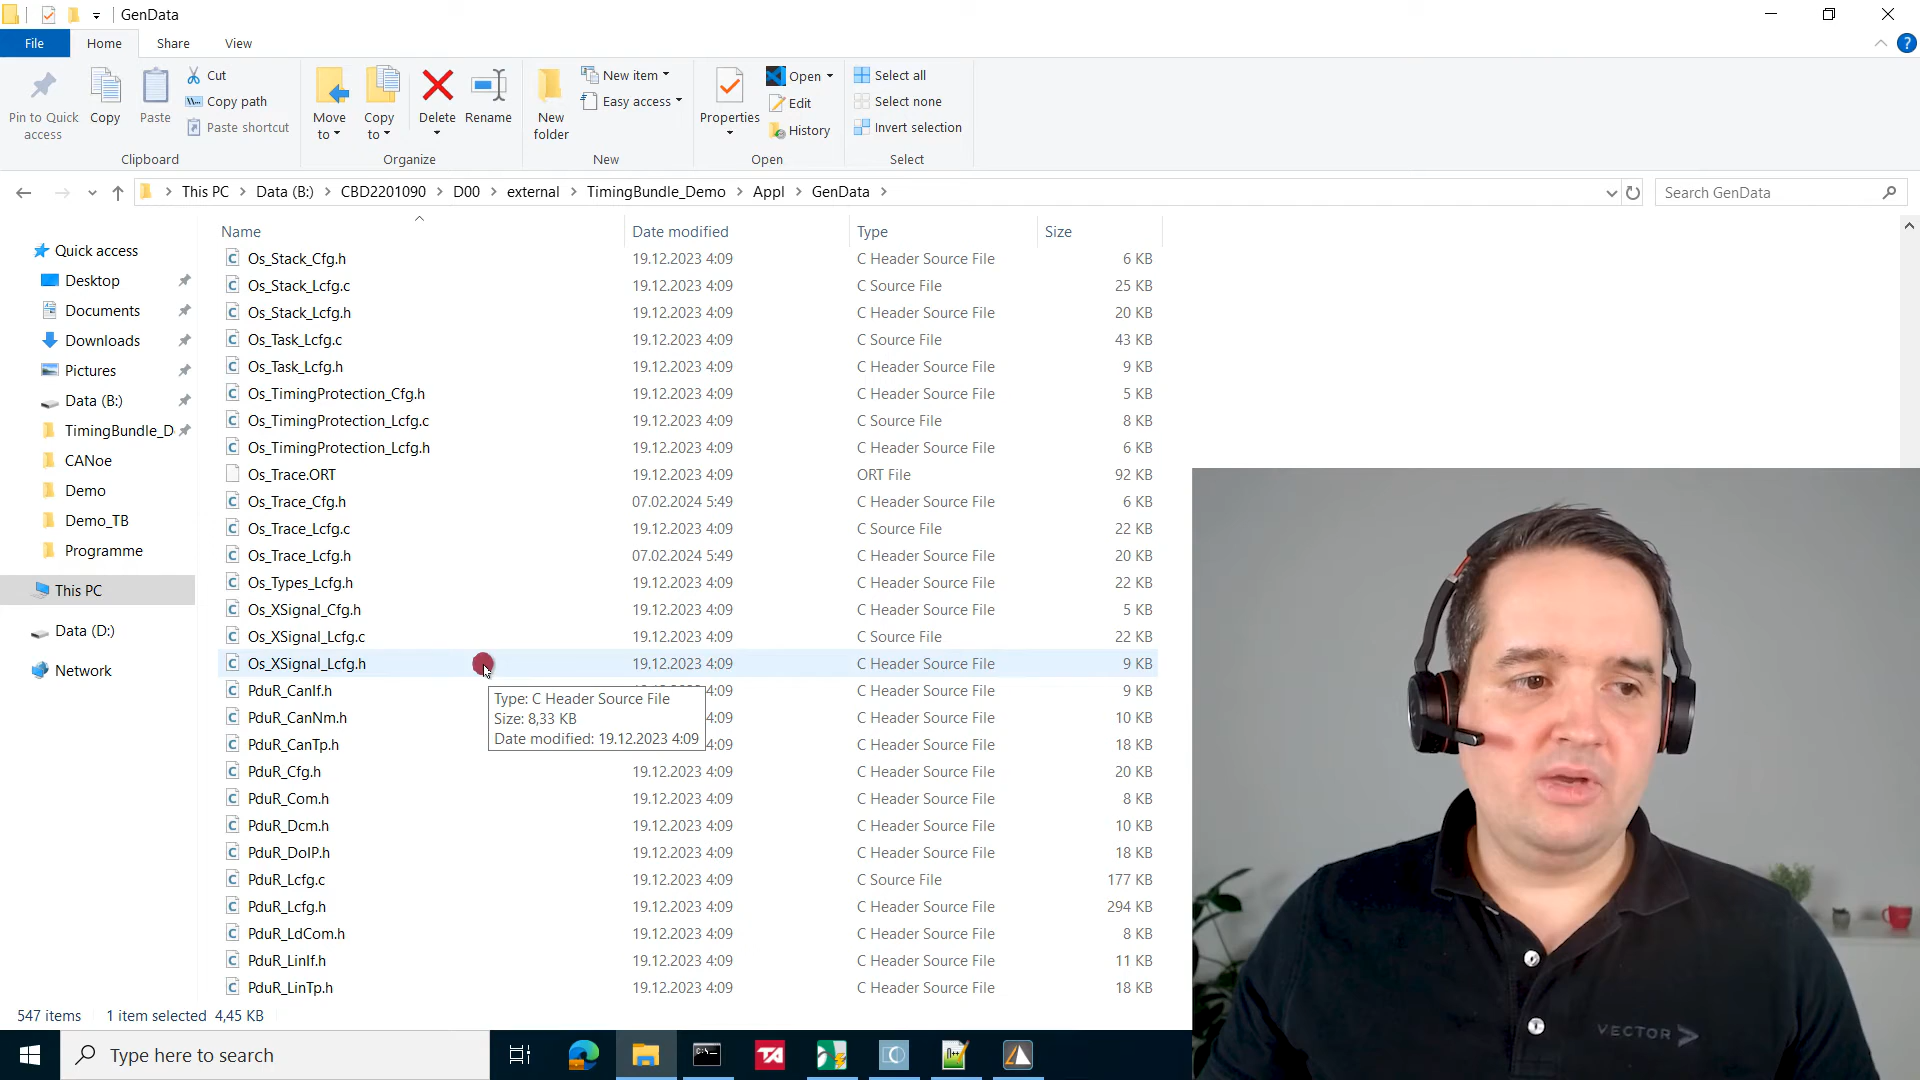 GenData
File
Home
Share
View
Pin to Quick access
Copy
Paste
Cut
Copy path
Paste shortcut
Clipboard
Move to
Copy to
Delete
Rename
Organize
New folder
New item
Easy access
New
Properties
Open
Edit
History
Open
Select all
Select none
Invert selection
Select
This PC
Data (B:)
CBD2201090
D00
external
TimingBundle_Demo
Appl
GenData
Search GenData
Quick access
Desktop
Documents
Downloads
Pictures
Data (B:)
TimingBundle_D
CANoe
Demo
Demo_TB
Programme
This PC
Data (D:)
Network
Name Date modified Type Size
Os_Stack_Cfg.h 19.12.2023 4:09 C Header Source File 6 KB
Os_Stack_Lcfg.c 19.12.2023 4:09 C Source File 25 KB
Os_Stack_Lcfg.h 19.12.2023 4:09 C Header Source File 20 KB
Os_Task_Lcfg.c 19.12.2023 4:09 C Source File 43 KB
Os_Task_Lcfg.h 19.12.2023 4:09 C Header Source File 9 KB
Os_TimingProtection_Cfg.h 19.12.2023 4:09 C Header Source File 5 KB
Os_TimingProtection_Lcfg.c 19.12.2023 4:09 C Source File 8 KB
Os_TimingProtection_Lcfg.h 19.12.2023 4:09 C Header Source File 6 KB
Os_Trace.ORT 19.12.2023 4:09 ORT File 92 KB
Os_Trace_Cfg.h 07.02.2024 5:49 C Header Source File 6 KB
Os_Trace_Lcfg.c 19.12.2023 4:09 C Source File 22 KB
Os_Trace_Lcfg.h 07.02.2024 5:49 C Header Source File 20 KB
Os_Types_Lcfg.h 19.12.2023 4:09 C Header Source File 22 KB
Os_XSignal_Cfg.h 19.12.2023 4:09 C Header Source File 5 KB
Os_XSignal_Lcfg.c 19.12.2023 4:09 C Source File 22 KB
Os_XSignal_Lcfg.h 19.12.2023 4:09 C Header Source File 9 KB
PduR_CanIf.h 4:09 C Header Source File 9 KB
PduR_CanNm.h 4:09 C Header Source File 10 KB
PduR_CanTp.h 4:09 C Header Source File 18 KB
Type: C Header Source File
Size: 8,33 KB
Date modified: 19.12.2023 4:09
PduR_Cfg.h 19.12.2023 4:09 C Header Source File 20 KB
PduR_Com.h 19.12.2023 4:09 C Header Source File 8 KB
PduR_Dcm.h 19.12.2023 4:09 C Header Source File 10 KB
PduR_DoIP.h 19.12.2023 4:09 C Header Source File 18 KB
PduR_Lcfg.c 19.12.2023 4:09 C Source File 177 KB
PduR_Lcfg.h 19.12.2023 4:09 C Header Source File 294 KB
PduR_LdCom.h 19.12.2023 4:09 C Header Source File 8 KB
PduR_LinIf.h 19.12.2023 4:09 C Header Source File 11 KB
PduR_LinTp.h 19.12.2023 4:09 C Header Source File 18 KB
547 items 1 item selected 4,45 KB
Type here to search
TA
VECTOR